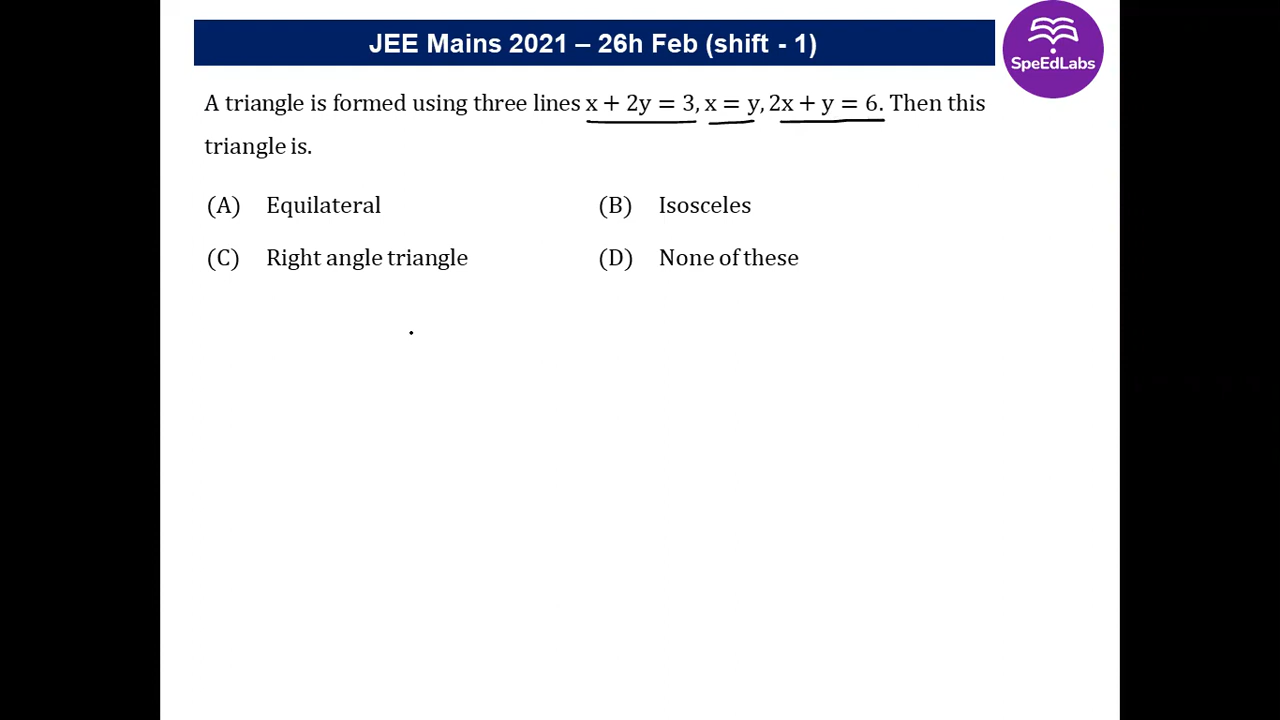 JEE Mains 2021 – 26h Feb (shift - 1)
SpeEdLabs
A triangle is formed using three lines x + 2y = 3, x = y, 2x + y = 6. Then this
triangle is.
(A) Equilateral (B) Isosceles
(C) Right angle triangle (D) None of these